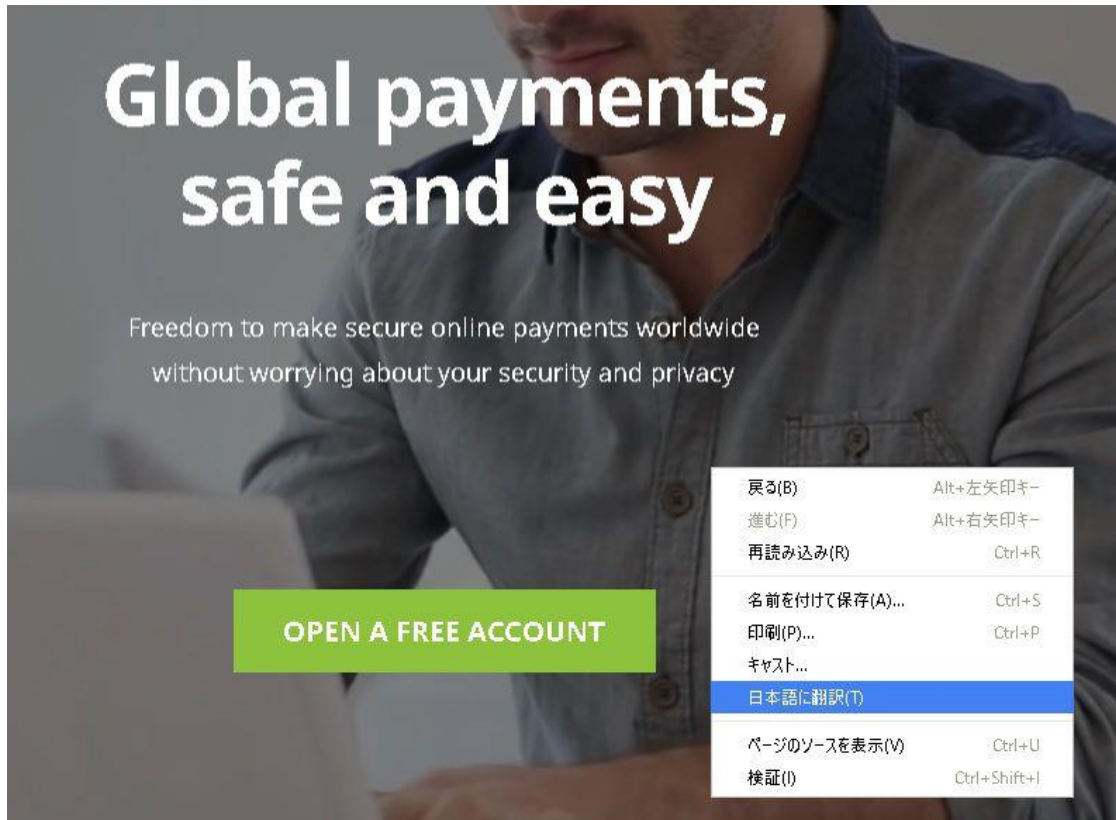 Global payments,
safe and easy
Freedom to make secure online payments worldwide
without worrying about your security and privacy
OPEN A FREE ACCOUNT
戻る(B) Alt+左矢印キー
進む(F) Alt+右矢印キー
再読み込み(R) Ctrl+R
名前を付けて保存(A)... Ctrl+S
印刷(P)... Ctrl+P
キャスト...
日本語に翻訳(T)
ページのソースを表示(V) Ctrl+U
検証(I) Ctrl+Shift+I